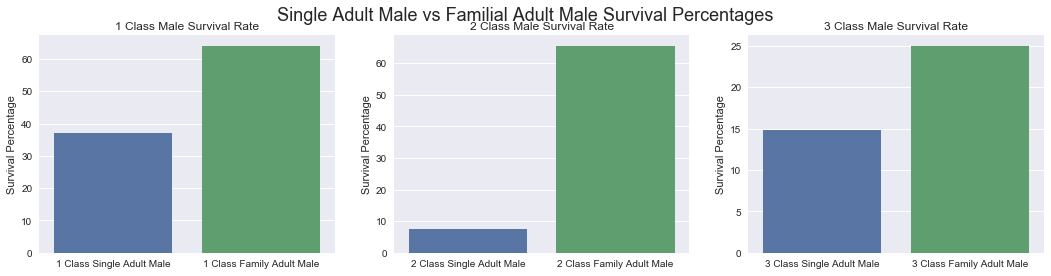 Single Adult Male vs Familial Adult Male Survival Percentages
1 Class Male Survival Rate
Survival Percentage
60
50
40
30
20
10
0
1 Class Single Adult Male
1 Class Family Adult Male
2 Class Male Survival Rate
Survival Percentage
60
50
40
30
20
10
0
2 Class Single Adult Male
2 Class Family Adult Male
3 Class Male Survival Rate
Survival Percentage
25
20
15
10
5
0
3 Class Single Adult Male
3 Class Family Adult Male